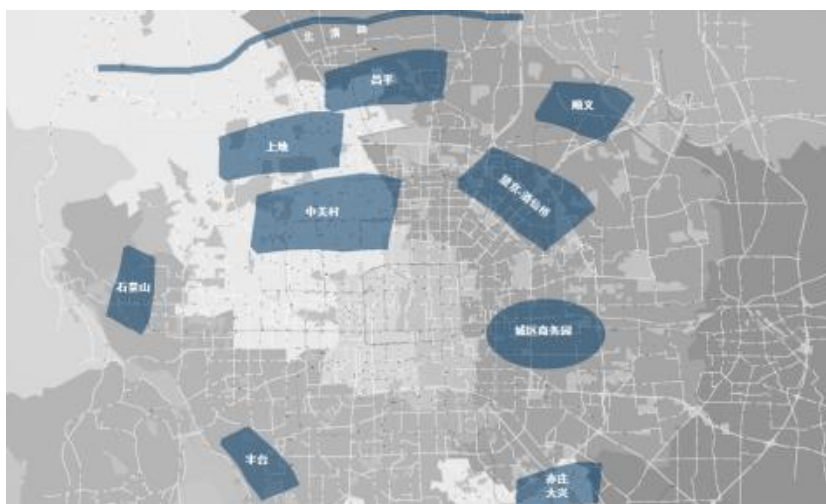 北清路
昌平
顺义
上地
望京-酒仙桥
中关村
石景山
城区商务园
丰台
亦庄
大兴